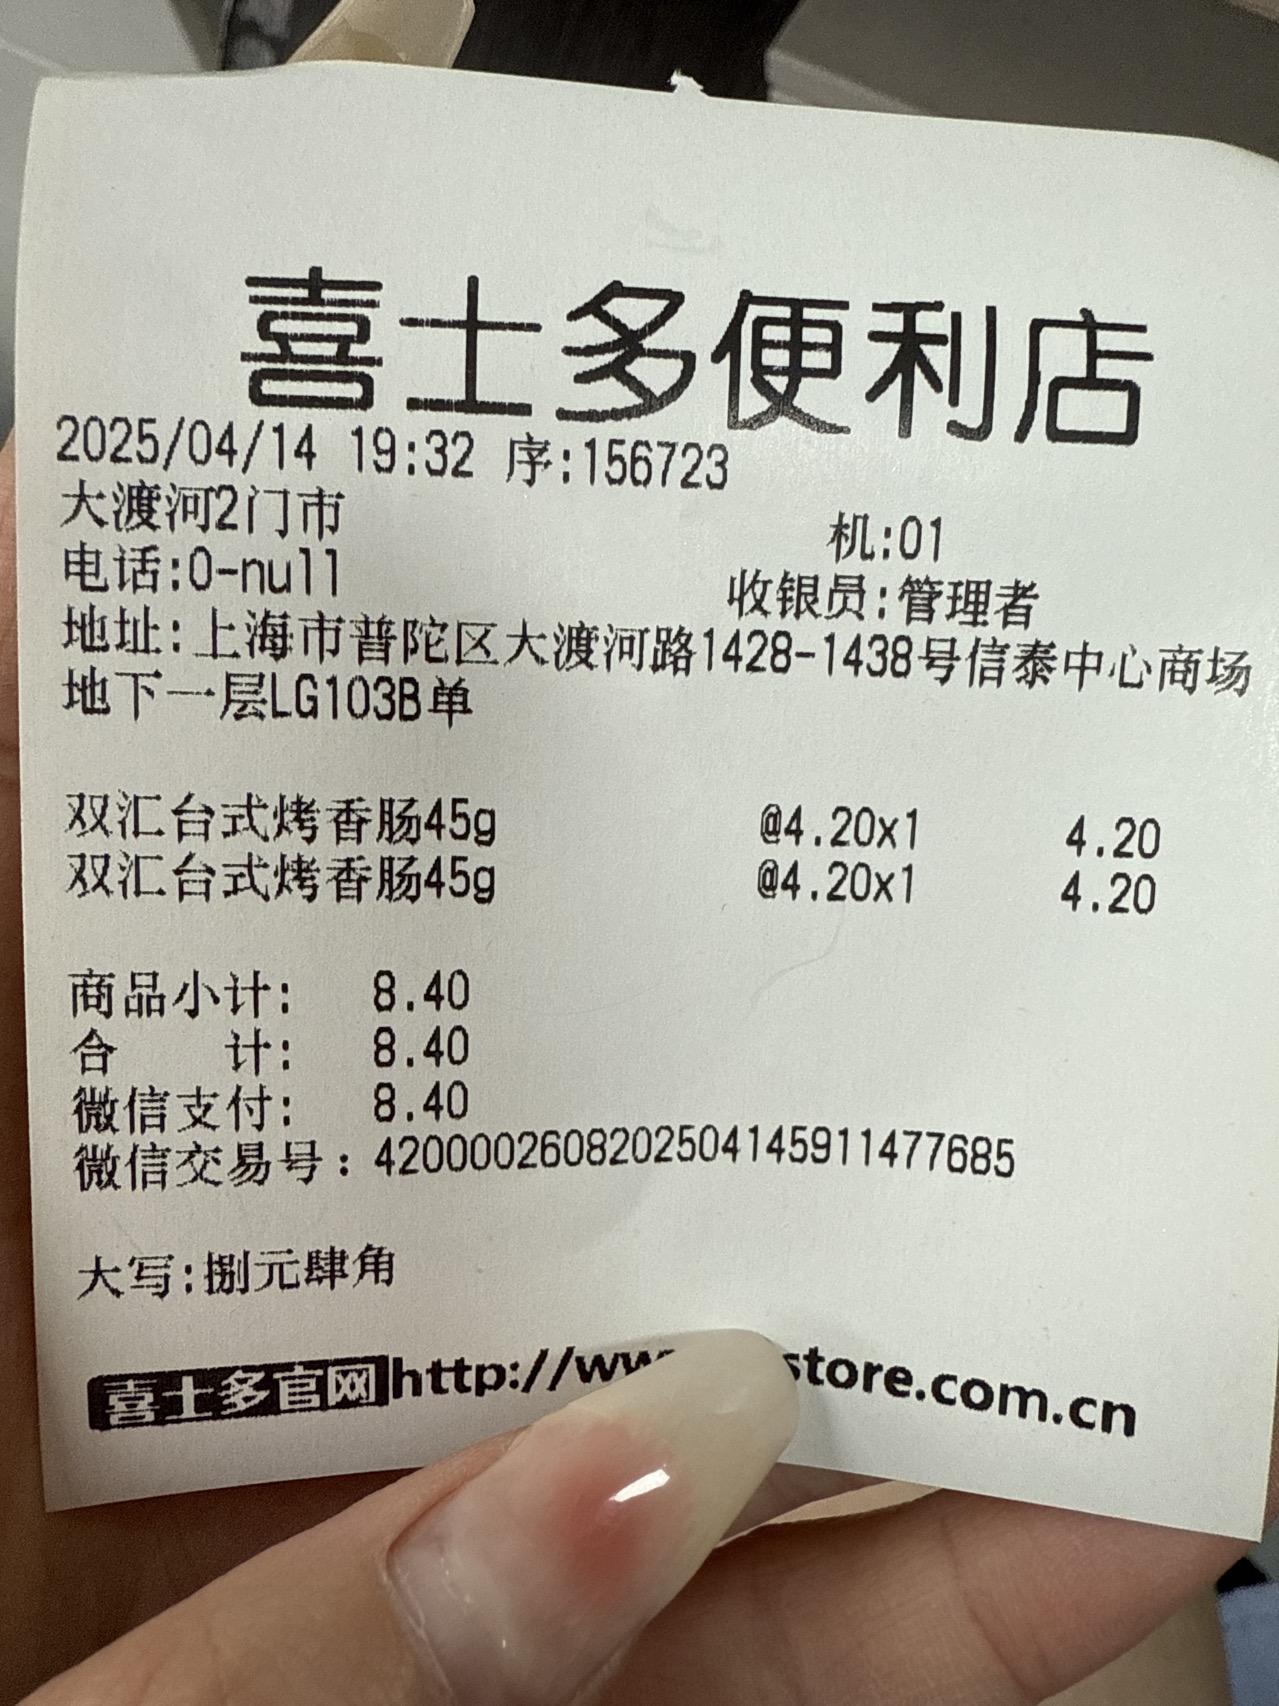 喜士多便利店
2025/04/14 19:32 序:156723
大渡河2门市 机:01
电话:0-null 收银员:管理者
地址:上海市普陀区大渡河路1428-1438号信泰中心商场
地下一层LG103B单
双汇台式烤香肠45g @4.20x1 4.20
双汇台式烤香肠45g @4.20x1 4.20
商品小计: 8.40
合 计: 8.40
微信支付: 8.40
微信交易号:4200002608202504145911477685
大写:捌元肆角
喜士多官网http://ww store.com.cn